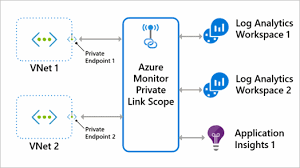 Private
Endpoint 1
VNet 1
Private
Endpoint 2
VNet 2
Azure
Monitor
Private
Link Scope
Log Analytics
Workspace 1
Log Analytics
Workspace 2
Application
Insights 1